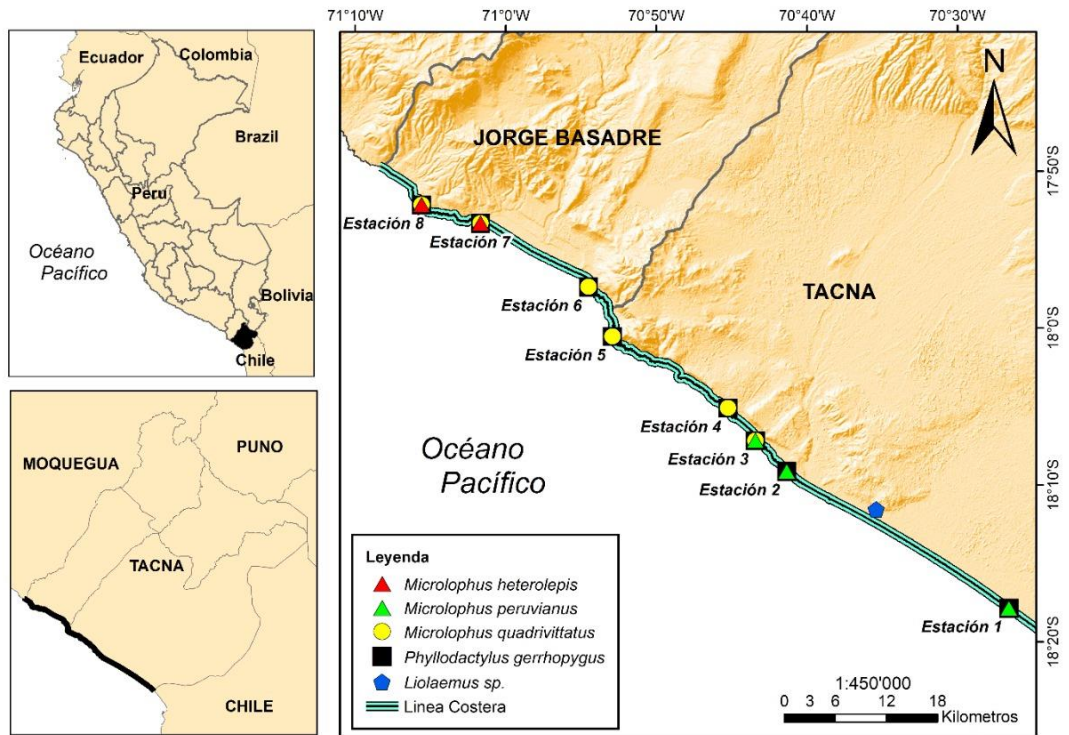 Ecuador
Colombia
Brazil
Peru
Océano
Pacífico
Bolivia
Chile
MOQUEGUA
PUNO
TACNA
CHILE
71°10'W
71°0'W
70°50'W
70°40'W
70°30'W
N
JORGE BASADRE
17°50'S
Estación 8
Estación 7
TACNA
Estación 6
18°0'S
Estación 5
Estación 4
Océano
Pacífico
Estación 3
Estación 2
18°10'S
Estación 1
18°20'S
Leyenda
Microlophus heterolepis
Microlophus peruvianus
Microlophus quadrivittatus
Phyllodactylus gerrhopygus
Liolaemus sp.
Linea Costera
1:450'000
0 3 6 12 18
Kilometros